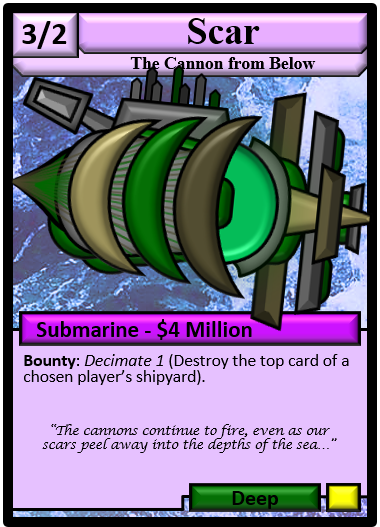 3/2
Scar
The Cannon from Below
Submarine - $4 Million
Bounty: Decimate 1 (Destroy the top card of a
chosen player's shipyard).
"The cannons continue to fire, even as our
scars peel away into the depths of the sea..."
Deep